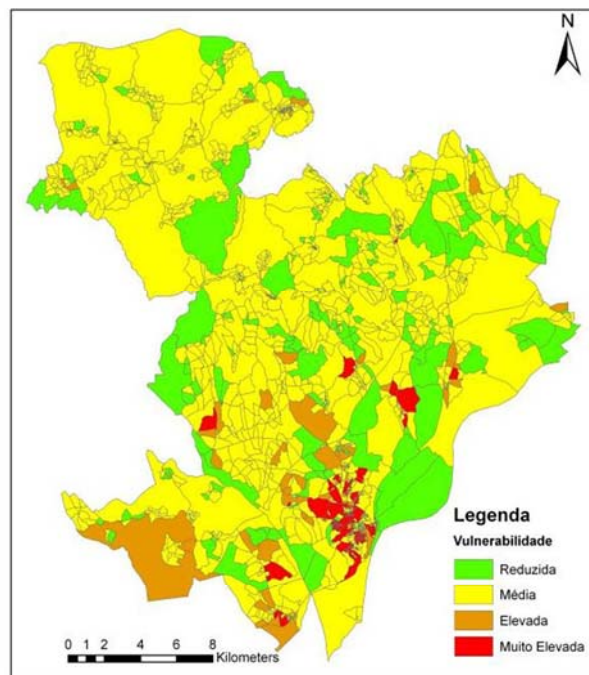 N
Legenda
Vulnerabilidade
Reduzida
Média
Elevada
Muito Elevada
0 1 2 4 6 8
Kilometers